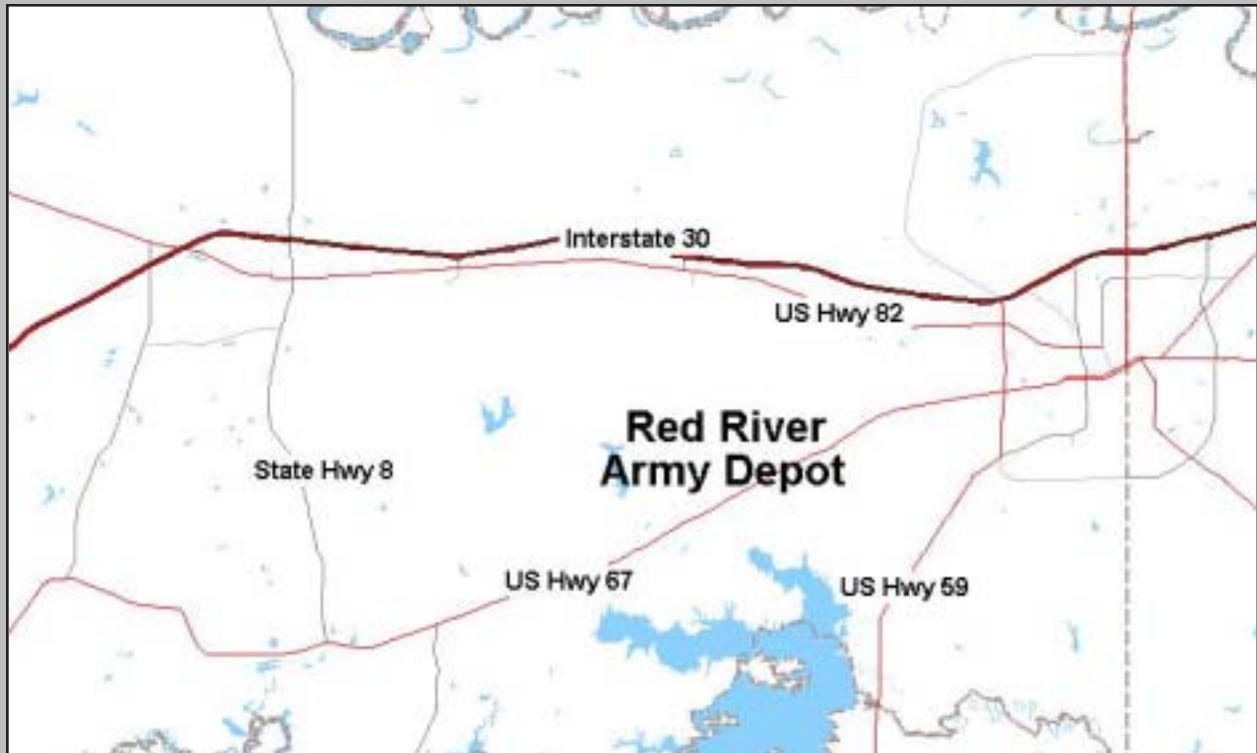 Interstate 30
US Hwy 82
Red River
Army Depot
State Hwy 8
US Hwy 67
US Hwy 59